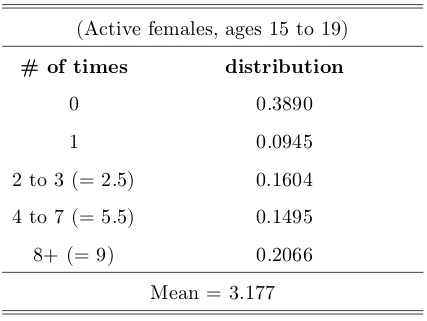 (Active females, ages 15 to 19)
# of times distribution
0 0.3890
1 0.0945
2 to 3 (= 2.5) 0.1604
4 to 7 (= 5.5) 0.1495
8+ (= 9) 0.2066
Mean = 3.177